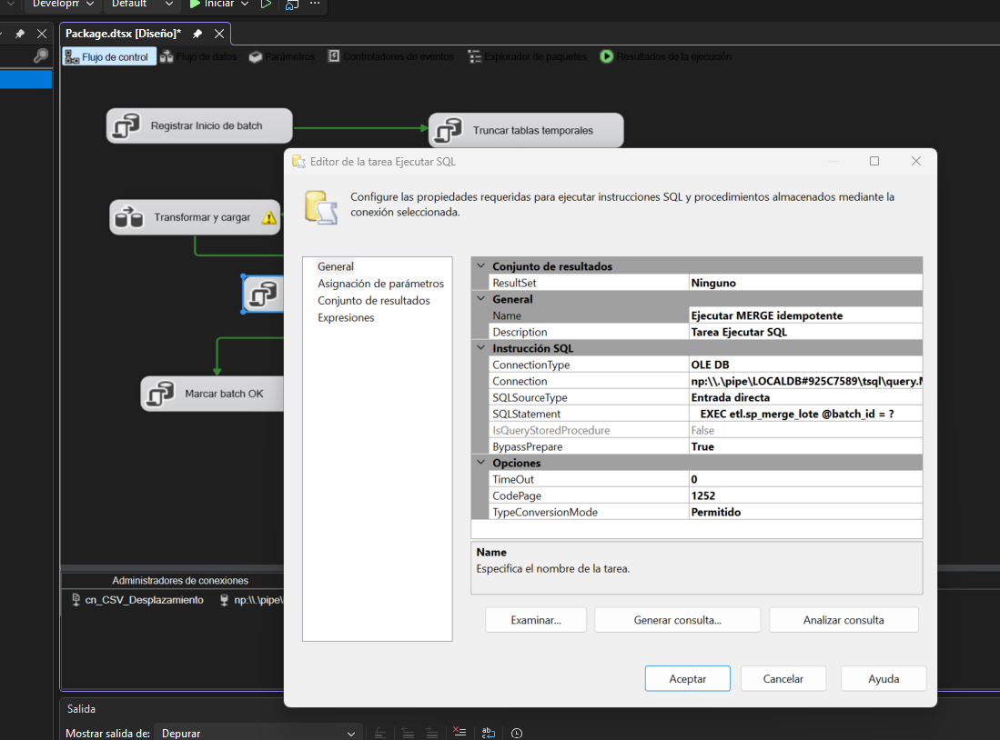 Developm
Default
Iniciar
Package.dtsx [Diseño]*
Flujo de control
Flujo de datos
Parámetros
Controladores de eventos
Explorador de paquetes
Resultados de la ejecución
Registrar Inicio de batch
Truncar tablas temporales
Transformar y cargar
Marcar batch OK
Editor de la tarea Ejecutar SQL
Configure las propiedades requeridas para ejecutar instrucciones SQL y procedimientos almacenados mediante la
conexión seleccionada.
General
Asignación de parámetros
Conjunto de resultados
Expresiones
Conjunto de resultados
ResultSet Ninguno
General
Name Ejecutar MERGE idempotente
Description Tarea Ejecutar SQL
Instrucción SQL
ConnectionType OLE DB
Connection np:\\.\pipe\LOCALDB#925C7589\tsql\query.M
SQLSourceType Entrada directa
SQLStatement EXEC etl.sp_merge_lote @batch_id = ?
IsQueryStoredProcedure False
BypassPrepare True
Opciones
TimeOut 0
CodePage 1252
TypeConversionMode Permitido
Name
Especifica el nombre de la tarea.
Examinar... Generar consulta... Analizar consulta
Aceptar Cancelar Ayuda
Administradores de conexiones
cn_CSV_Desplazamiento np:\\.\pipe\
Salida
Mostrar salida de: Depurar